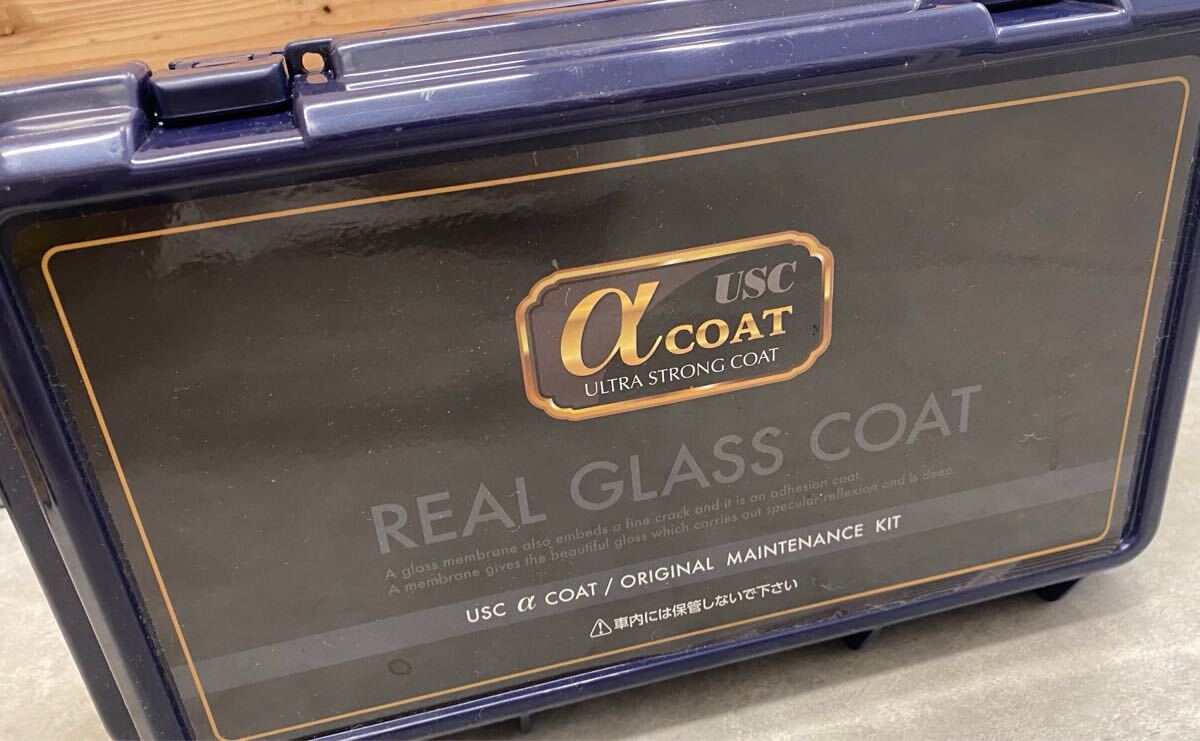 USC
α COAT
ULTRA STRONG COAT
REAL GLASS COAT
A glass membrane also embeds a fine crack and it is an adhesion coat.
A membrane gives the beautiful gloss which carries out specular reflexion and is deep.
USC α COAT / ORIGINAL MAINTENANCE KIT
⚠車内には保管しないで下さい